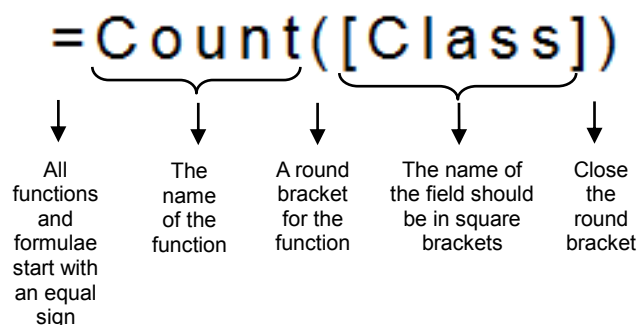 =Count([Class])
All
functions
and
formulae
start with
an equal
sign
The
name
of the
function
A round
bracket
for the
function
The name of
the field should
be in square
brackets
Close
the
round
bracket